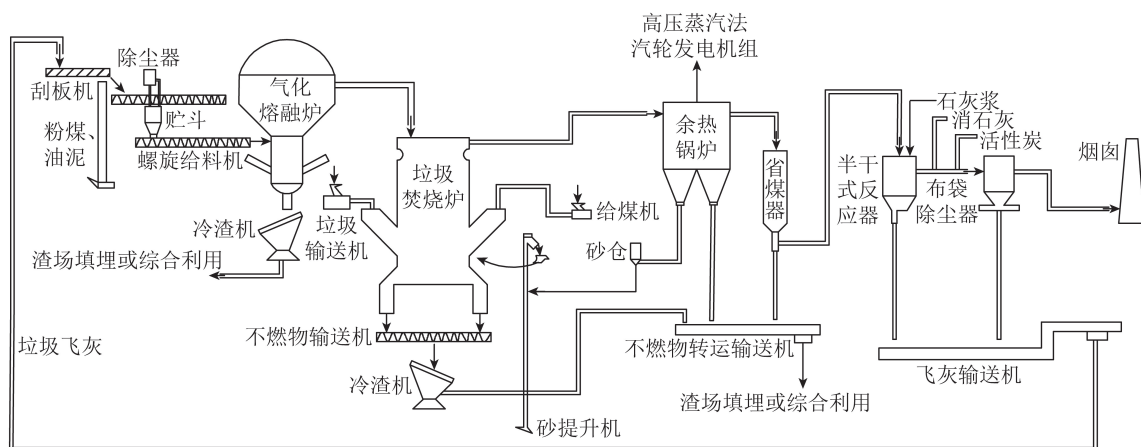 高压蒸汽法
汽轮发电机组
除尘器
刮板机
气化
熔融炉
贮斗
粉煤、
油泥
螺旋给料机
垃圾
焚烧炉
余热
锅炉
省
煤
器
石灰浆
消石灰
活性炭
半干
式反
应器
布袋
除尘器
烟囱
冷渣机
垃圾
输送机
给煤机
砂仓
渣场填埋或综合利用
不燃物输送机
不燃物转运输送机
垃圾飞灰
冷渣机
飞灰输送机
渣场填埋或综合利用
砂提升机